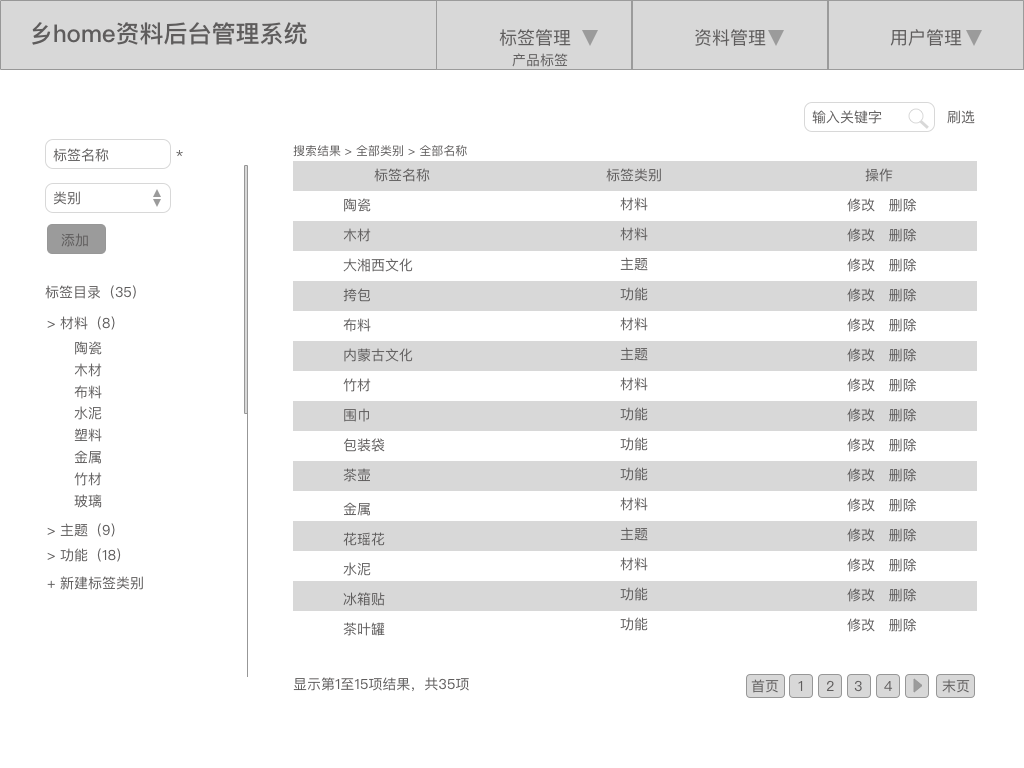 乡home资料后台管理系统
标签管理 ▼
产品标签
资料管理▼
用户管理▼
输入关键字
刷选
标签名称 *
类别
添加
标签目录（35）
> 材料（8）
陶瓷
木材
布料
水泥
塑料
金属
竹材
玻璃
> 主题（9）
> 功能（18）
+ 新建标签类别
搜索结果 > 全部类别 > 全部名称
标签名称 标签类别 操作
陶瓷 材料 修改 删除
木材 材料 修改 删除
大湘西文化 主题 修改 删除
挎包 功能 修改 删除
布料 材料 修改 删除
内蒙古文化 主题 修改 删除
竹材 材料 修改 删除
围巾 功能 修改 删除
包装袋 功能 修改 删除
茶壶 功能 修改 删除
金属 材料 修改 删除
花瑶花 主题 修改 删除
水泥 材料 修改 删除
冰箱贴 功能 修改 删除
茶叶罐 功能 修改 删除
显示第1至15项结果，共35项
首页 1 2 3 4 ▶ 末页